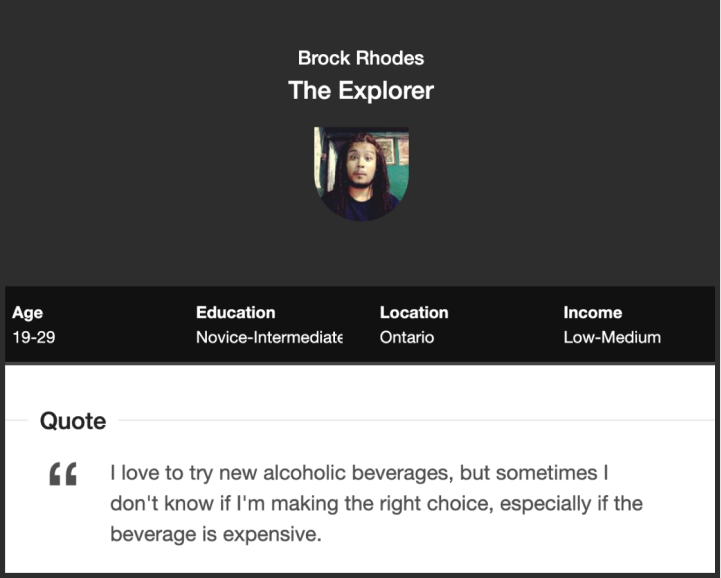 Brock Rhodes
The Explorer
Age
19-29
Education
Novice-Intermediate
Location
Ontario
Income
Low-Medium
Quote
“
I love to try new alcoholic beverages, but sometimes I
don't know if I'm making the right choice, especially if the
beverage is expensive.